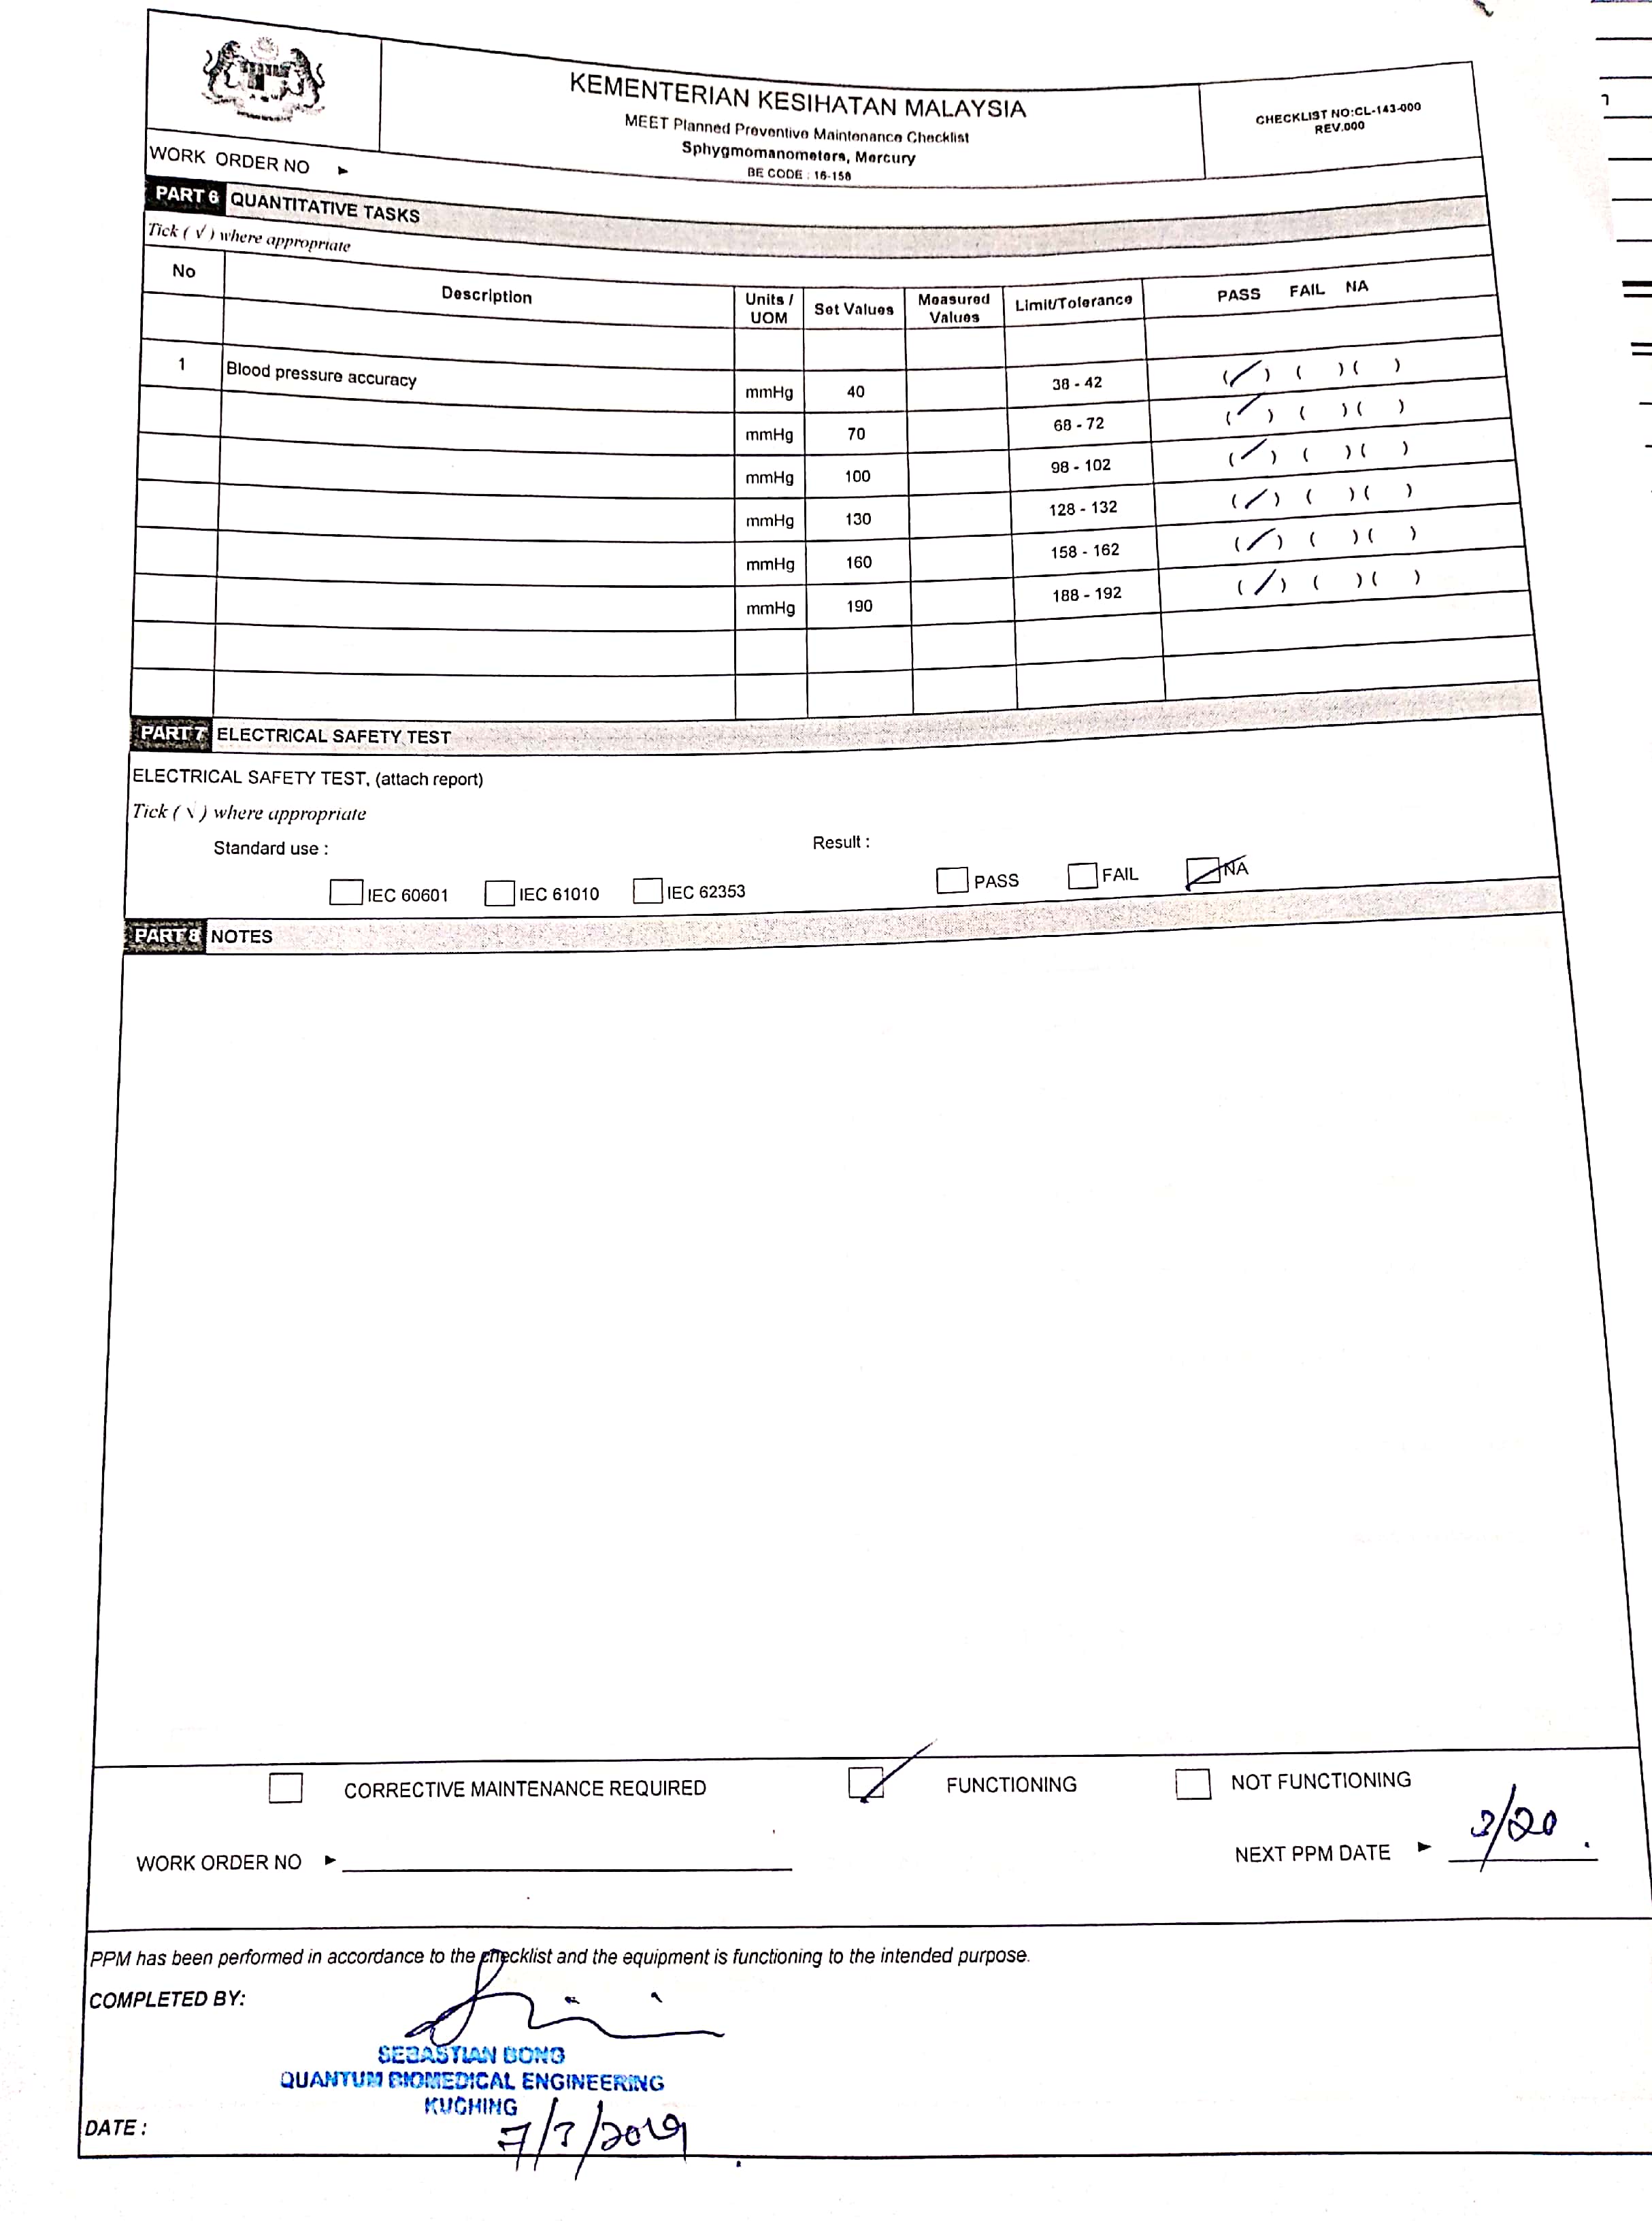 KEMENTERIAN KESIHATAN MALAYSIA
MEET Planned Preventive Maintenance Checklist
Sphygmomanometers, Mercury
BE CODE : 16-156
CHECKLIST NO:CL-143-000
REV.000
WORK ORDER NO ►
PART 6 QUANTITATIVE TASKS
Tick ( √ ) where appropriate
No Description Units / UOM Set Values Measured Values Limit/Tolerance PASS FAIL NA
1 Blood pressure accuracy mmHg 40 38 - 42 (/) ( ) ( )
mmHg 70 68 - 72 (/) ( ) ( )
mmHg 100 98 - 102 (/) ( ) ( )
mmHg 130 128 - 132 (/) ( ) ( )
mmHg 160 158 - 162 (/) ( ) ( )
mmHg 190 188 - 192 (/) ( ) ( )
PART 7 ELECTRICAL SAFETY TEST
ELECTRICAL SAFETY TEST, (attach report)
Tick ( √ ) where appropriate
Standard use : Result :
IEC 60601 IEC 61010 IEC 62353 PASS FAIL NA
PART 8 NOTES
CORRECTIVE MAINTENANCE REQUIRED FUNCTIONING NOT FUNCTIONING
WORK ORDER NO ► NEXT PPM DATE ► 3/20
PPM has been performed in accordance to the checklist and the equipment is functioning to the intended purpose.
COMPLETED BY:
SEBASTIAN BONG
QUANTUM BIOMEDICAL ENGINEERING
KUCHING
DATE : 7/3/2019